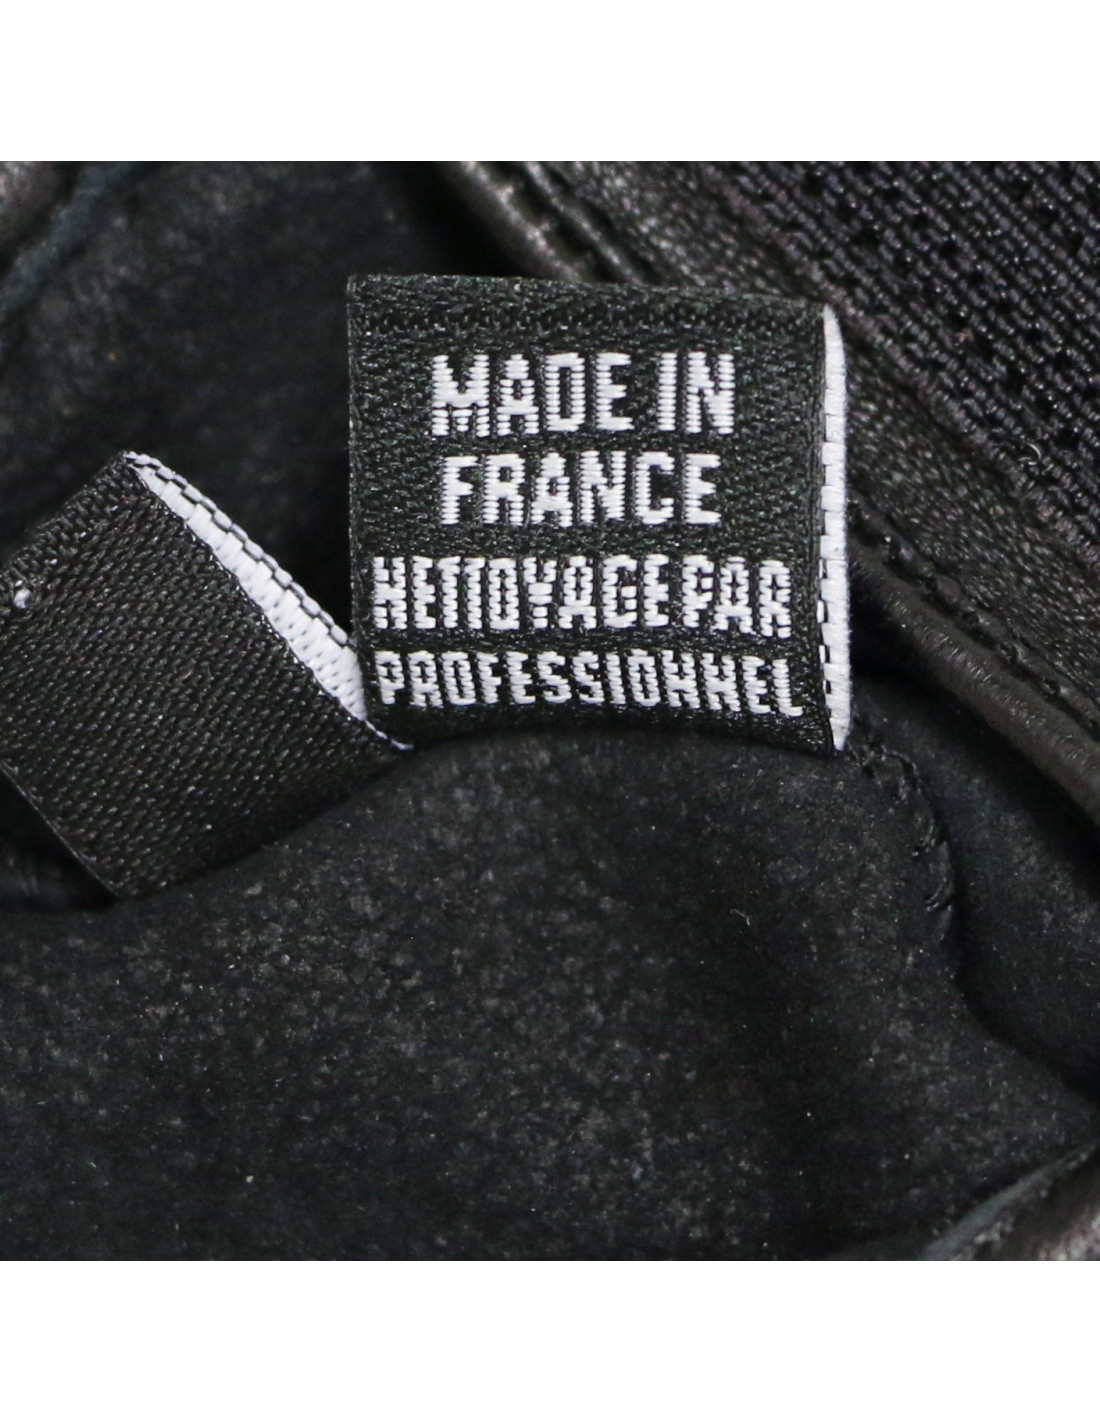 MADE IN
FRANCE
NETTOYAGE PAR
PROFESSIONNEL